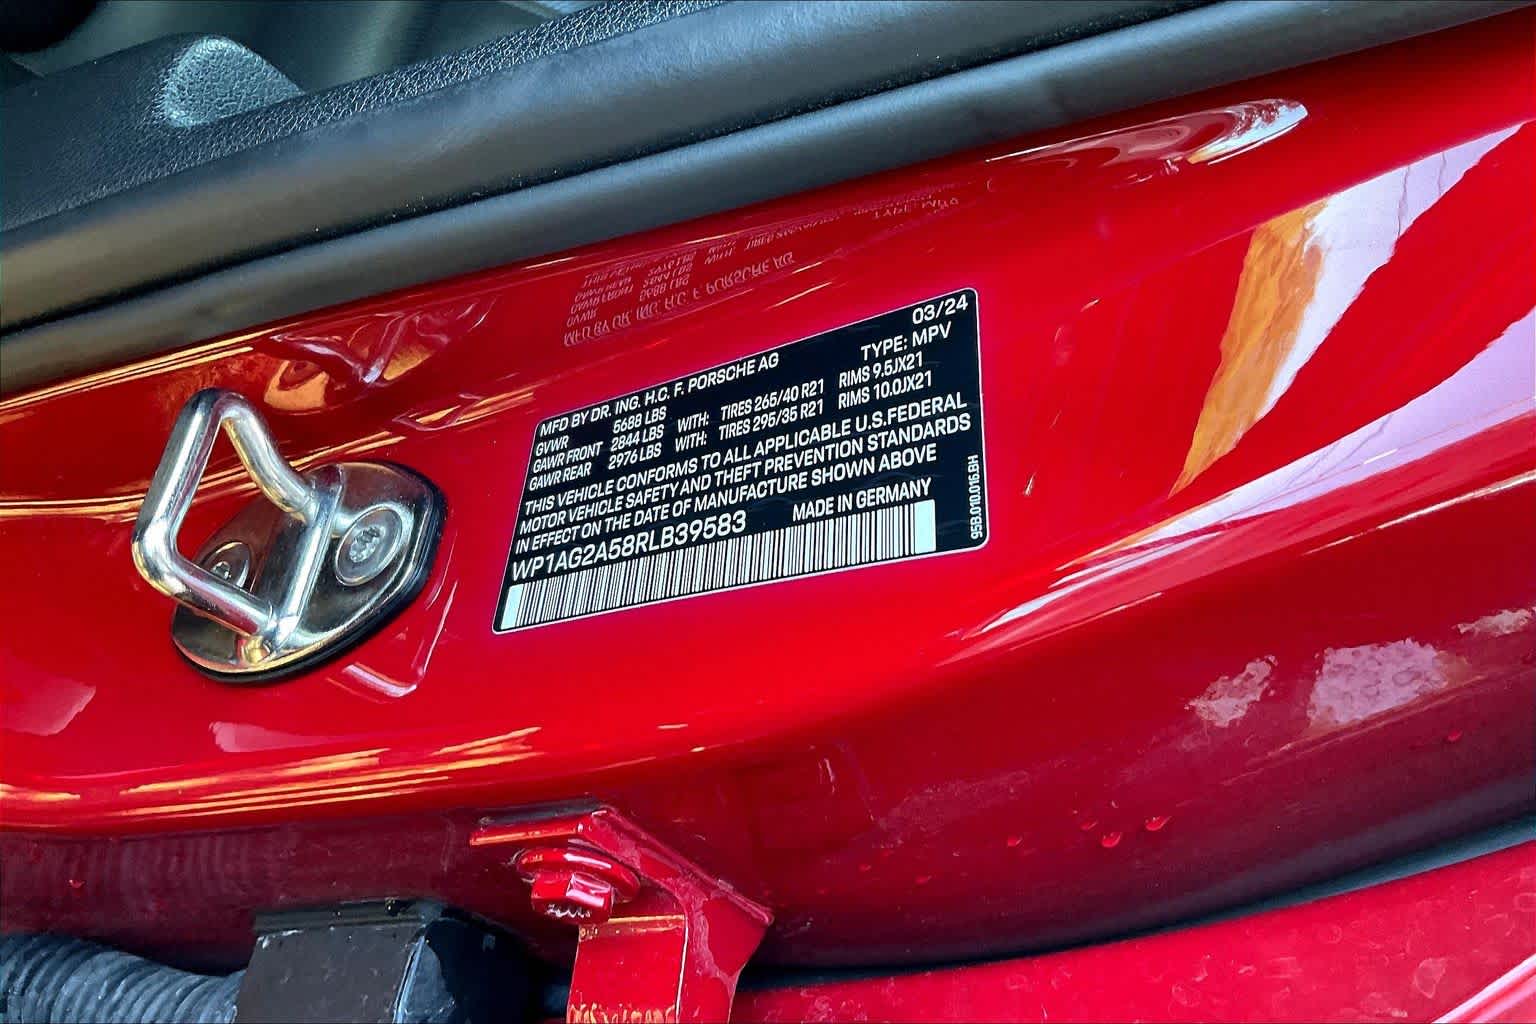 03/24
MFD BY DR. ING. H.C. F. PORSCHE AG TYPE: MPV
GVWR 5688 LBS
GAWR FRONT 2844 LBS WITH: TIRES 265/40 R21 RIMS 9.5JX21
GAWR REAR 2976 LBS WITH: TIRES 295/35 R21 RIMS 10.0JX21
THIS VEHICLE CONFORMS TO ALL APPLICABLE U.S.FEDERAL
MOTOR VEHICLE SAFETY AND THEFT PREVENTION STANDARDS
IN EFFECT ON THE DATE OF MANUFACTURE SHOWN ABOVE
WP1AG2A58RLB39583 MADE IN GERMANY
95B.010.016.BH